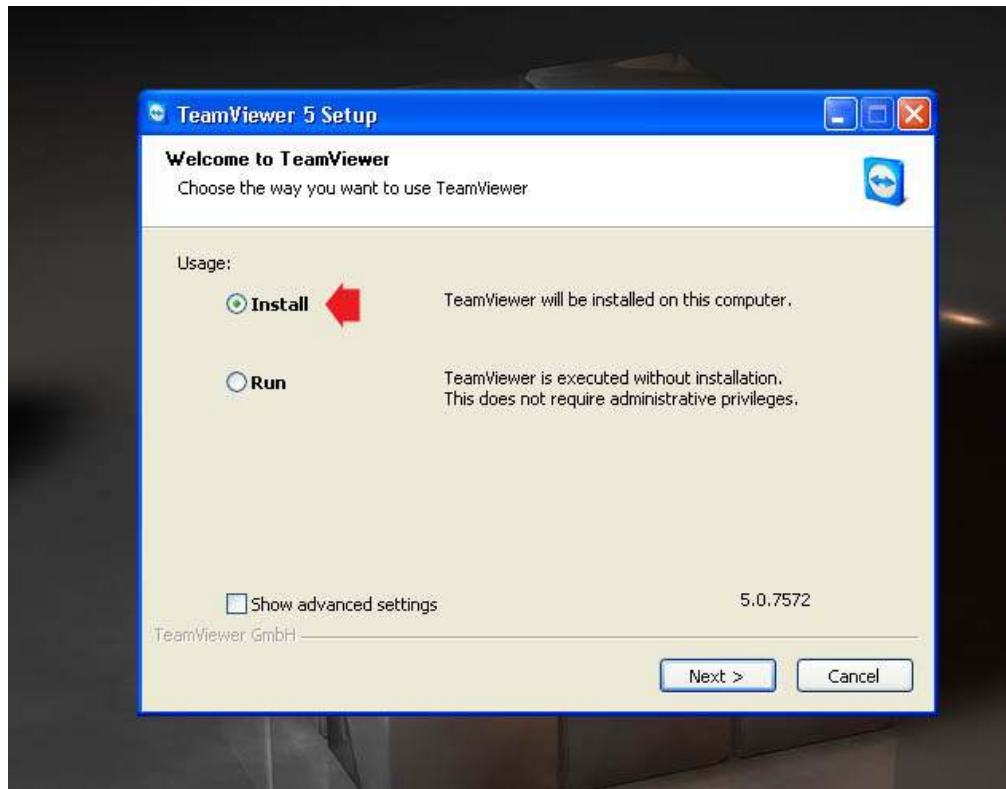 TeamViewer 5 Setup
Welcome to TeamViewer
Choose the way you want to use TeamViewer
Usage:
Install
TeamViewer will be installed on this computer.
Run
TeamViewer is executed without installation.
This does not require administrative privileges.
Show advanced settings
5.0.7572
TeamViewer GmbH
Next >
Cancel